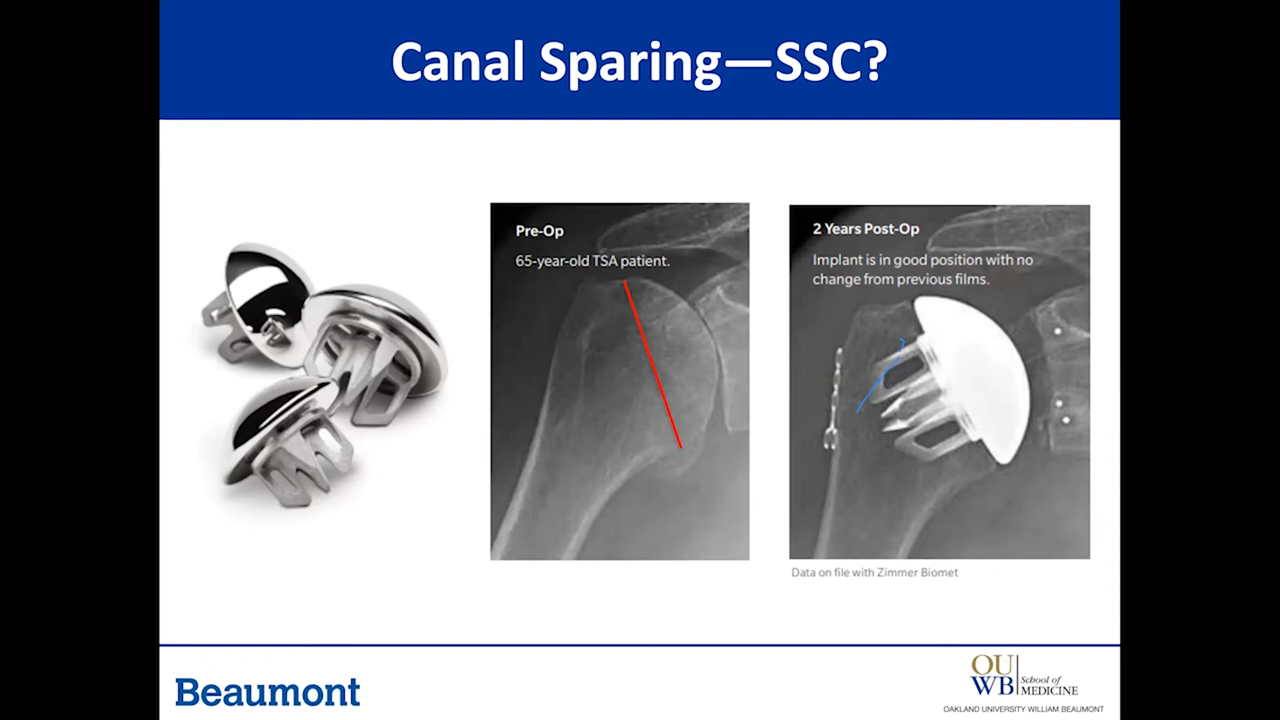 Canal Sparing—SSC?
Pre-Op
65-year-old TSA patient.
2 Years Post-Op
Implant is in good position with no
change from previous films.
Data on file with Zimmer Biomet
Beaumont
OU
WB
School of
MEDICINE
OAKLAND UNIVERSITY WILLIAM BEAUMONT